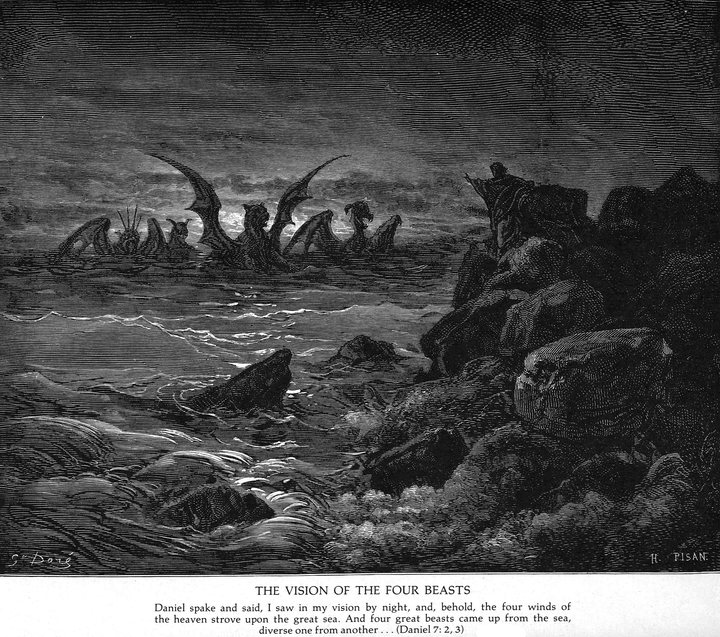 Gve Doré
H. PISAN.
THE VISION OF THE FOUR BEASTS
Daniel spake and said, I saw in my vision by night, and, behold, the four winds of
the heaven strove upon the great sea. And four great beasts came up from the sea,
diverse one from another . . . (Daniel 7: 2, 3)